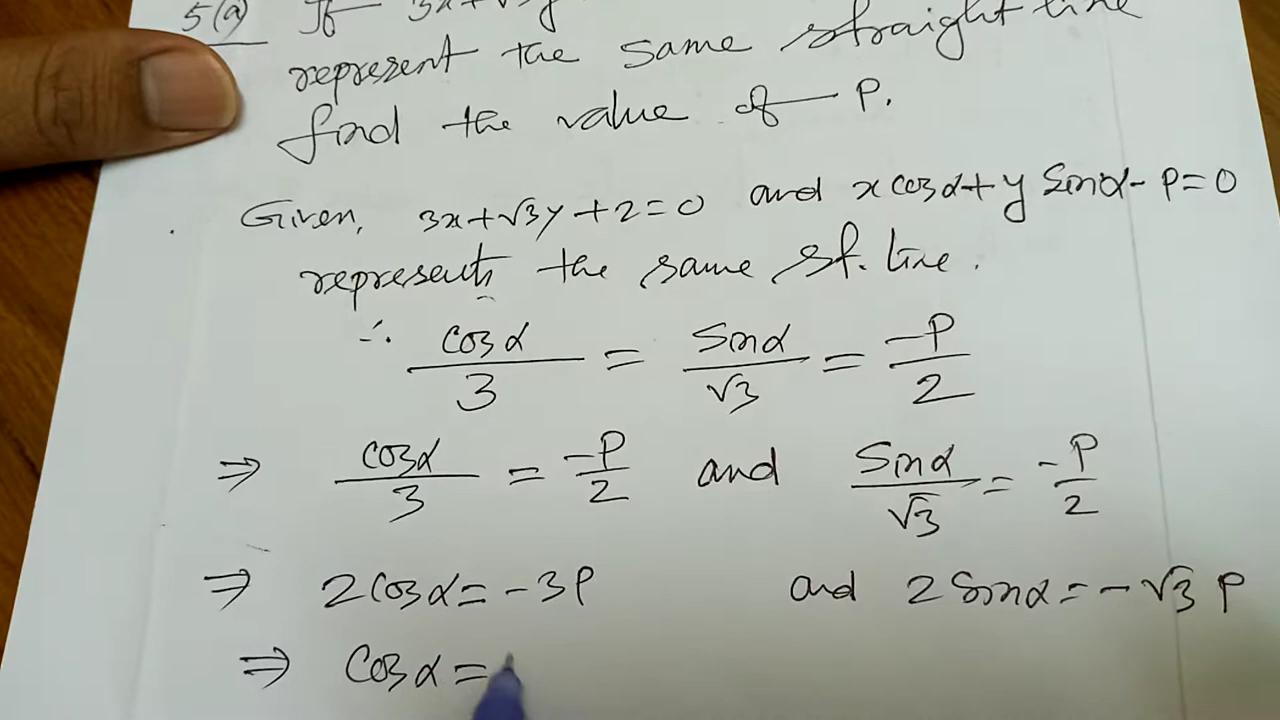 5(a) If 3x+√3y
represent the same straight line
find the value of P.
Given, 3x+√3y+2=0 and x cosα+y Sinα-P=0
represents the same st. line.
∴ cosα/3 = Sinα/√3 = -P/2
⇒ cosα/3 = -P/2 and Sinα/√3 = -P/2
⇒ 2cosα=-3P and 2Sinα=-√3 P
⇒ Cosα=